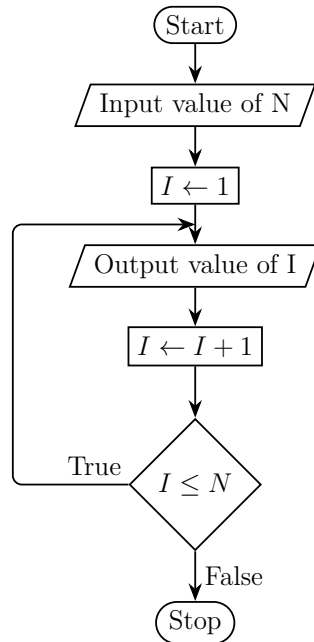 Start
Input value of N
I ← 1
Output value of I
I ← I + 1
True
I ≤ N
False
Stop